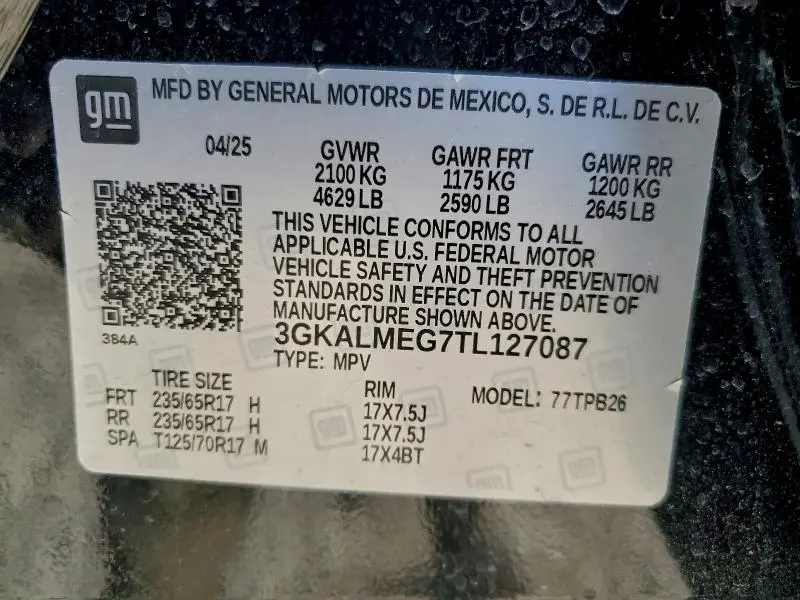 gm MFD BY GENERAL MOTORS DE MEXICO, S. DE R.L. DE C.V.
04/25 GVWR GAWR FRT GAWR RR
2100 KG 1175 KG 1200 KG
4629 LB 2590 LB 2645 LB
THIS VEHICLE CONFORMS TO ALL
APPLICABLE U.S. FEDERAL MOTOR
VEHICLE SAFETY AND THEFT PREVENTION
STANDARDS IN EFFECT ON THE DATE OF
MANUFACTURE SHOWN ABOVE.
384A
3GKALMEG7TL127087
TYPE: MPV
TIRE SIZE RIM MODEL: 77TPB26
FRT 235/65R17 H 17X7.5J
RR 235/65R17 H 17X7.5J
SPA T125/70R17 M 17X4BT